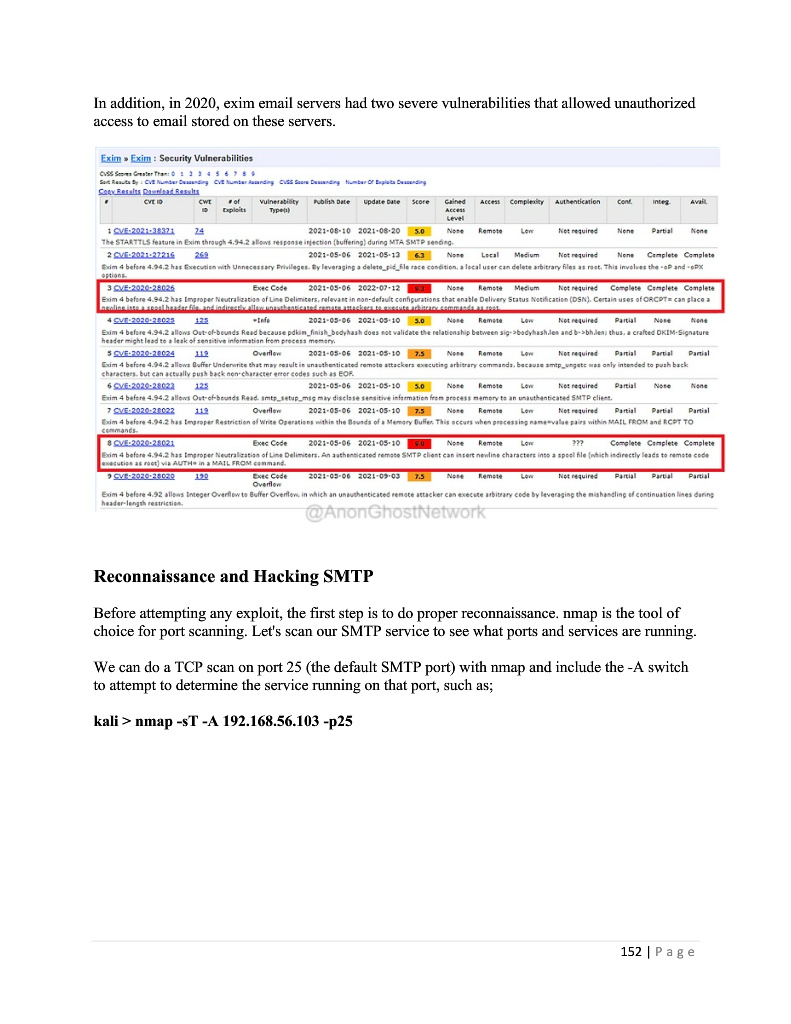 In addition, in 2020, exim email servers had two severe vulnerabilities that allowed unauthorized
access to email stored on these servers.
Exim » Exim : Security Vulnerabilities
CVSS Scores Greater Than: 0 1 2 3 4 5 6 7 8 9
Sort Results By : CVE Number Descending CVE Number Ascending CVSS Score Descending Number Of Exploits Descending
Copy Results Download Results
# CVE ID CWE ID # of Exploits Vulnerability Type(s) Publish Date Update Date Score Gained Access Level Access Complexity Authentication Conf. Integ. Avail.
1 CVE-2021-38371 74 2021-08-10 2021-08-20 5.0 None Remote Low Not required None Partial None
The STARTTLS feature in Exim through 4.94.2 allows response injection (buffering) during MTA SMTP sending.
2 CVE-2021-27216 269 2021-05-06 2021-05-13 6.3 None Local Medium Not required None Complete Complete
Exim 4 before 4.94.2 has Execution with Unnecessary Privileges. By leveraging a delete_pid_file race condition, a local user can delete arbitrary files as root. This involves the -oP and -oPX
options.
3 CVE-2020-28026 Exec Code 2021-05-06 2022-07-12 9.3 None Remote Medium Not required Complete Complete Complete
Exim 4 before 4.94.2 has Improper Neutralization of Line Delimiters, relevant in non-default configurations that enable Delivery Status Notification (DSN). Certain uses of ORCPT= can place a
newline into a spool header file, and indirectly allow unauthenticated remote attackers to execute arbitrary commands as root.
4 CVE-2020-28025 125 +Info 2021-05-06 2021-05-10 5.0 None Remote Low Not required Partial None None
Exim 4 before 4.94.2 allows Out-of-bounds Read because pdkim_finish_bodyhash does not validate the relationship between sig->bodyhash.len and b->bh.len; thus, a crafted DKIM-Signature
header might lead to a leak of sensitive information from process memory.
5 CVE-2020-28024 119 Overflow 2021-05-06 2021-05-10 7.5 None Remote Low Not required Partial Partial Partial
Exim 4 before 4.94.2 allows Buffer Underwrite that may result in unauthenticated remote attackers executing arbitrary commands, because smtp_ungetc was only intended to push back
characters, but can actually push back non-character error codes such as EOF.
6 CVE-2020-28023 125 2021-05-06 2021-05-10 5.0 None Remote Low Not required Partial None None
Exim 4 before 4.94.2 allows Out-of-bounds Read. smtp_setup_msg may disclose sensitive information from process memory to an unauthenticated SMTP client.
7 CVE-2020-28022 119 Overflow 2021-05-06 2021-05-10 7.5 None Remote Low Not required Partial Partial Partial
Exim 4 before 4.94.2 has Improper Restriction of Write Operations within the Bounds of a Memory Buffer. This occurs when processing name=value pairs within MAIL FROM and RCPT TO
commands.
8 CVE-2020-28021 Exec Code 2021-05-06 2021-05-10 9.0 None Remote Low ??? Complete Complete Complete
Exim 4 before 4.94.2 has Improper Neutralization of Line Delimiters. An authenticated remote SMTP client can insert newline characters into a spool file (which indirectly leads to remote code
execution as root) via AUTH= in a MAIL FROM command.
9 CVE-2020-28020 190 Exec Code Overflow 2021-05-06 2021-09-03 7.5 None Remote Low Not required Partial Partial Partial
Exim 4 before 4.92 allows Integer Overflow to Buffer Overflow, in which an unauthenticated remote attacker can execute arbitrary code by leveraging the mishandling of continuation lines during
header-length restriction.
@AnonGhostNetwork
Reconnaissance and Hacking SMTP
Before attempting any exploit, the first step is to do proper reconnaissance. nmap is the tool of
choice for port scanning. Let's scan our SMTP service to see what ports and services are running.
We can do a TCP scan on port 25 (the default SMTP port) with nmap and include the -A switch
to attempt to determine the service running on that port, such as;
kali > nmap -sT -A 192.168.56.103 -p25
152 | Page